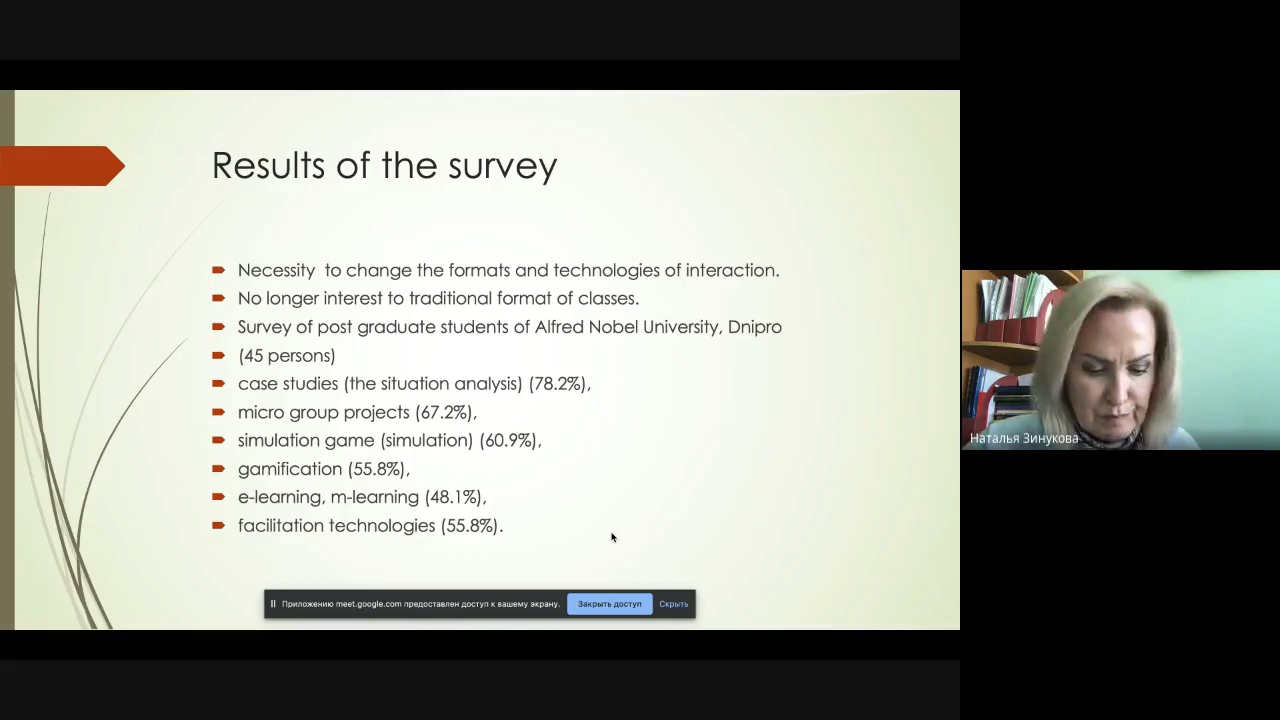 Results of the survey
Necessity to change the formats and technologies of interaction.
No longer interest to traditional format of classes.
Survey of post graduate students of Alfred Nobel University, Dnipro
(45 persons)
case studies (the situation analysis) (78.2%),
micro group projects (67.2%),
simulation game (simulation) (60.9%),
gamification (55.8%),
e-learning, m-learning (48.1%),
facilitation technologies (55.8%).
Приложению meet.google.com предоставлен доступ к вашему экрану. Закрыть доступ Скрыть
Наталья Зинукова